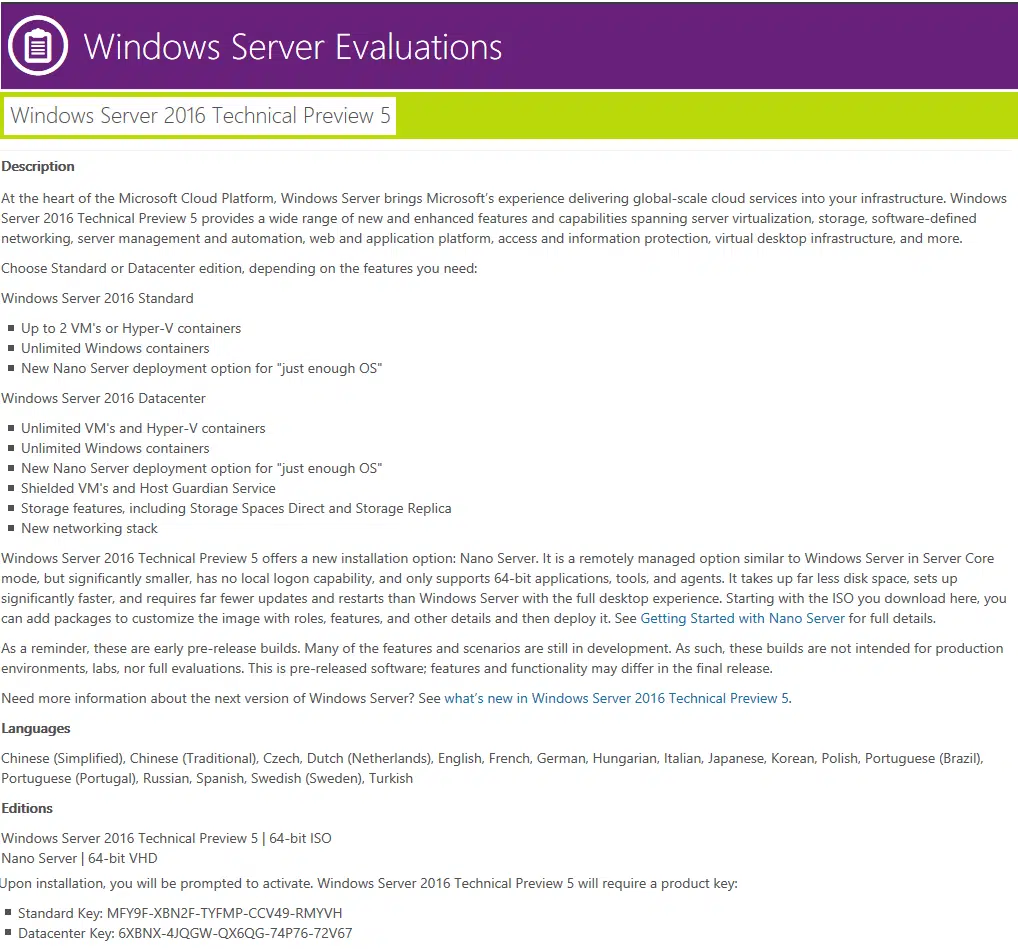 Windows Server Evaluations
Windows Server 2016 Technical Preview 5
Description
At the heart of the Microsoft Cloud Platform, Windows Server brings Microsoft's experience delivering global-scale cloud services into your infrastructure. Windows
Server 2016 Technical Preview 5 provides a wide range of new and enhanced features and capabilities spanning server virtualization, storage, software-defined
networking, server management and automation, web and application platform, access and information protection, virtual desktop infrastructure, and more.
Choose Standard or Datacenter edition, depending on the features you need:
Windows Server 2016 Standard
Up to 2 VM's or Hyper-V containers
Unlimited Windows containers
New Nano Server deployment option for "just enough OS"
Windows Server 2016 Datacenter
Unlimited VM's and Hyper-V containers
Unlimited Windows containers
New Nano Server deployment option for "just enough OS"
Shielded VM's and Host Guardian Service
Storage features, including Storage Spaces Direct and Storage Replica
New networking stack
Windows Server 2016 Technical Preview 5 offers a new installation option: Nano Server. It is a remotely managed option similar to Windows Server in Server Core
mode, but significantly smaller, has no local logon capability, and only supports 64-bit applications, tools, and agents. It takes up far less disk space, sets up
significantly faster, and requires far fewer updates and restarts than Windows Server with the full desktop experience. Starting with the ISO you download here, you
can add packages to customize the image with roles, features, and other details and then deploy it. See Getting Started with Nano Server for full details.
As a reminder, these are early pre-release builds. Many of the features and scenarios are still in development. As such, these builds are not intended for production
environments, labs, nor full evaluations. This is pre-released software; features and functionality may differ in the final release.
Need more information about the next version of Windows Server? See what's new in Windows Server 2016 Technical Preview 5.
Languages
Chinese (Simplified), Chinese (Traditional), Czech, Dutch (Netherlands), English, French, German, Hungarian, Italian, Japanese, Korean, Polish, Portuguese (Brazil),
Portuguese (Portugal), Russian, Spanish, Swedish (Sweden), Turkish
Editions
Windows Server 2016 Technical Preview 5 | 64-bit ISO
Nano Server | 64-bit VHD
Upon installation, you will be prompted to activate. Windows Server 2016 Technical Preview 5 will require a product key:
Standard Key: MFY9F-XBN2F-TYFMP-CCV49-RMYVH
Datacenter Key: 6XBNX-4JQGW-QX6QG-74P76-72V67